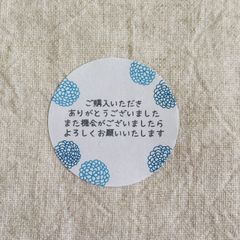 ご購入いただき
ありがとうございました
また機会がございましたら
よろしくお願いいたします